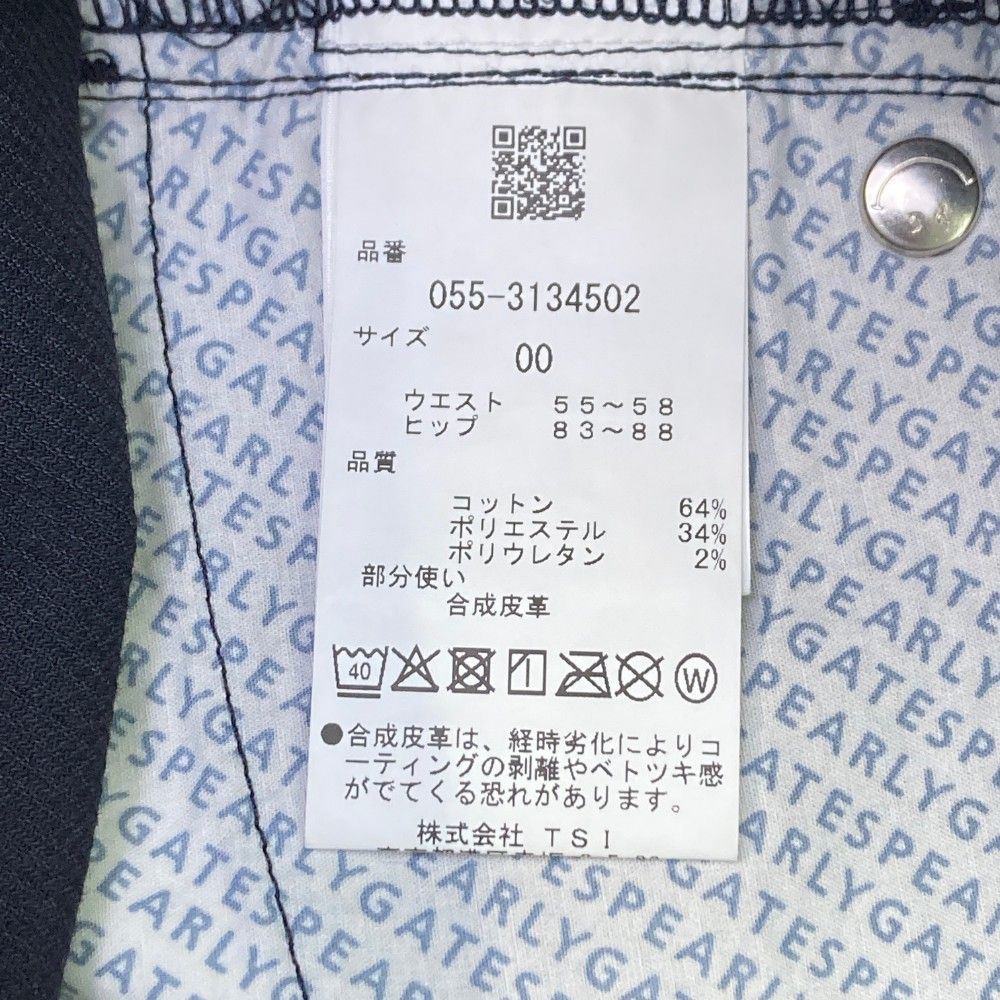 品番
055-3134502
サイズ
00
ウエスト 55～58
ヒップ 83～88
品質
コットン 64%
ポリエステル 34%
ポリウレタン 2%
部分使い
合成皮革
40
W
●合成皮革は、経時劣化によりコ
ーティングの剥離やベトツキ感
がでてくる恐れがあります。
株式会社 TSI
PEARLYGATES